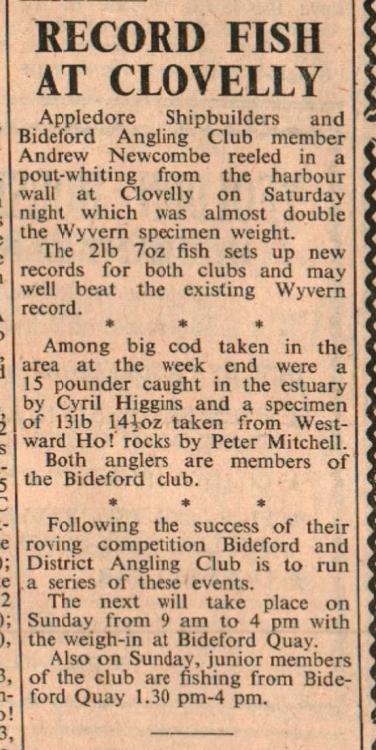 RECORD FISH
AT CLOVELLY
Appledore Shipbuilders and
Bideford Angling Club member
Andrew Newcombe reeled in a
pout-whiting from the harbour
wall at Clovelly on Saturday
night which was almost double
the Wyvern specimen weight.
The 2lb 7oz fish sets up new
records for both clubs and may
well beat the existing Wyvern
record.
* * *
Among big cod taken in the
area at the week end were a
15 pounder caught in the estuary
by Cyril Higgins and a specimen
of 13lb 14½oz taken from West-
ward Ho! rocks by Peter Mitchell.
Both anglers are members of
the Bideford club.
* * *
Following the success of their
roving competition Bideford and
District Angling Club is to run
a series of these events.
The next will take place on
Sunday from 9 am to 4 pm with
the weigh-in at Bideford Quay.
Also on Sunday, junior members
of the club are fishing from Bide-
ford Quay 1.30 pm-4 pm.